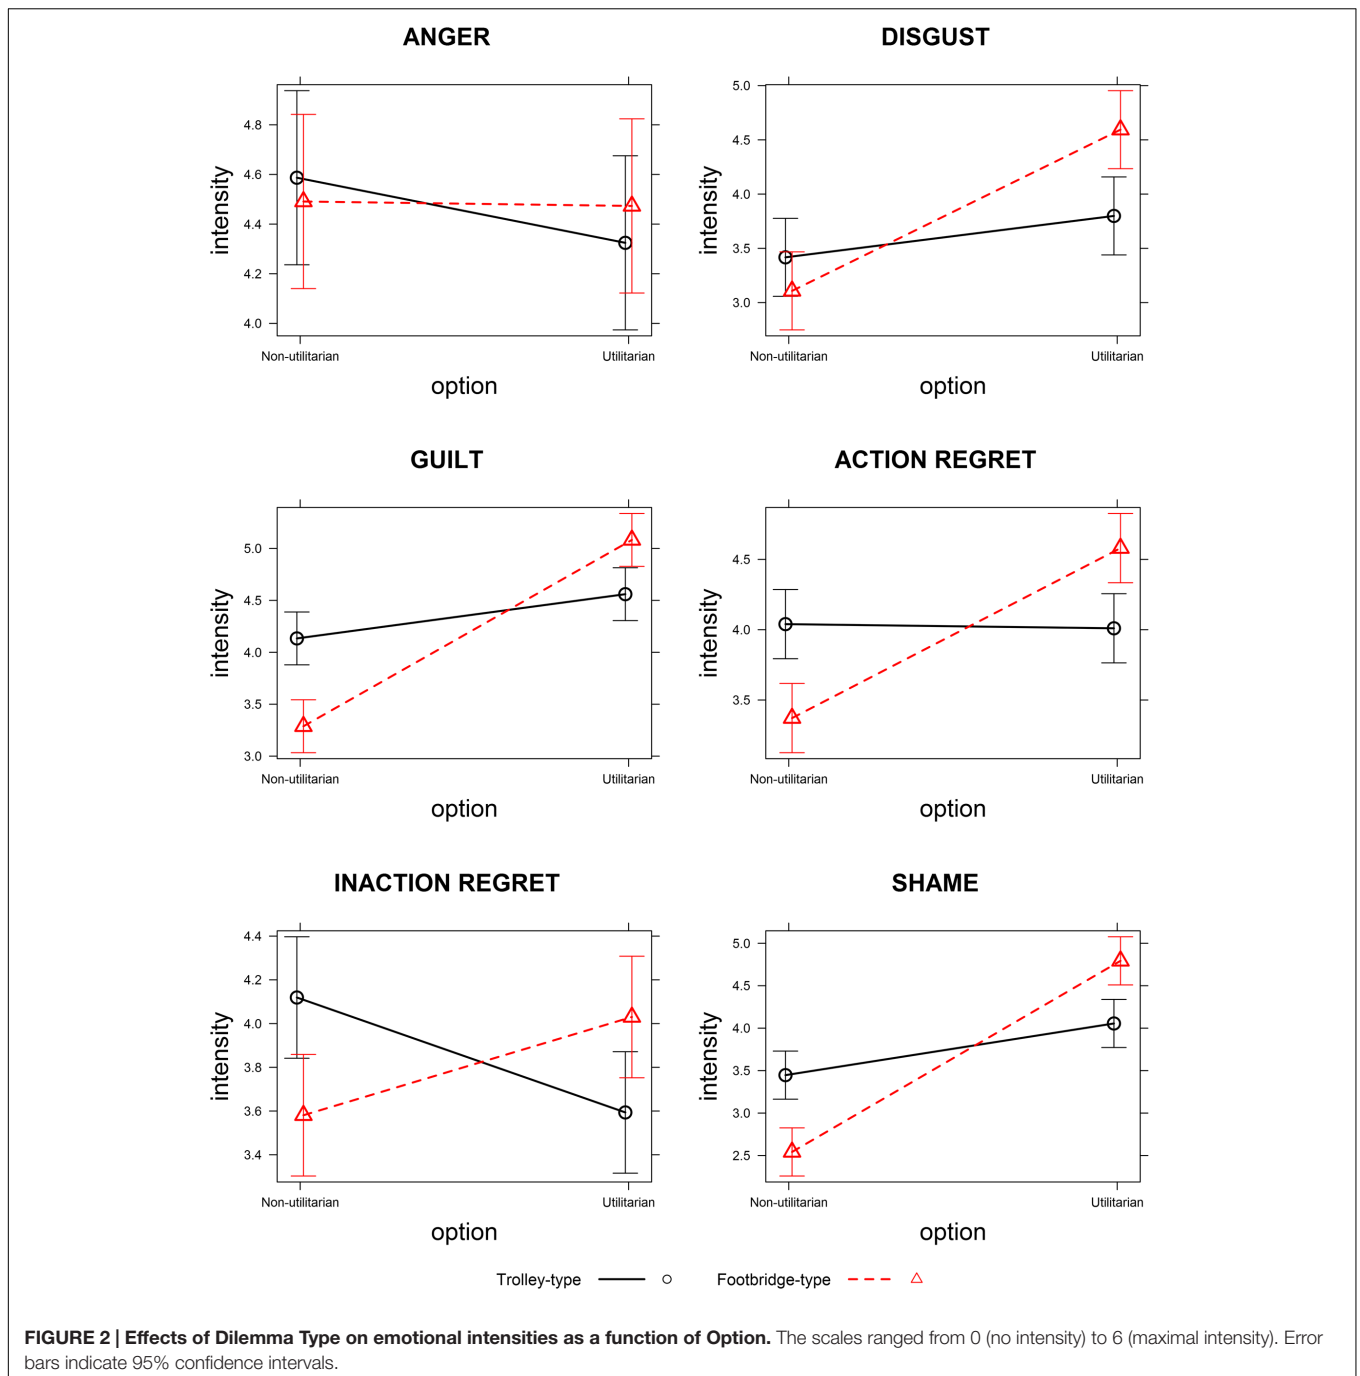 ANGER
DISGUST
intensity
4.8
4.6
4.4
4.2
4.0
Non-utilitarian
Utilitarian
option
intensity
5.0
4.5
4.0
3.5
3.0
Non-utilitarian
Utilitarian
option
GUILT
ACTION REGRET
intensity
5.0
4.5
4.0
3.5
3.0
Non-utilitarian
Utilitarian
option
intensity
4.5
4.0
3.5
Non-utilitarian
Utilitarian
option
INACTION REGRET
SHAME
intensity
4.4
4.2
4.0
3.8
3.6
3.4
Non-utilitarian
Utilitarian
option
intensity
5.0
4.5
4.0
3.5
3.0
2.5
Non-utilitarian
Utilitarian
option
Trolley-type
Footbridge-type
FIGURE 2 | Effects of Dilemma Type on emotional intensities as a function of Option. The scales ranged from 0 (no intensity) to 6 (maximal intensity). Error
bars indicate 95% confidence intervals.